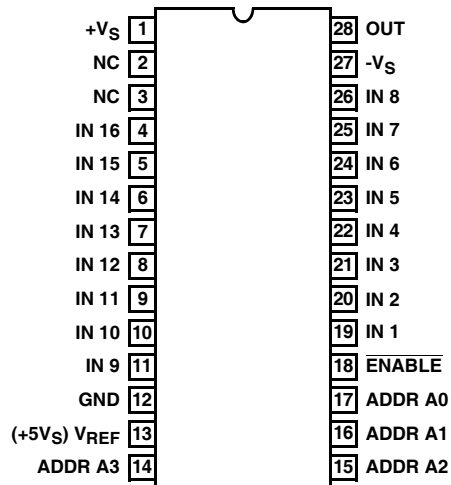 +VS 1 28 OUT
NC 2 27 -VS
NC 3 26 IN 8
IN 16 4 25 IN 7
IN 15 5 24 IN 6
IN 14 6 23 IN 5
IN 13 7 22 IN 4
IN 12 8 21 IN 3
IN 11 9 20 IN 2
IN 10 10 19 IN 1
IN 9 11 18 ENABLE
GND 12 17 ADDR A0
(+5VS) VREF 13 16 ADDR A1
ADDR A3 14 15 ADDR A2